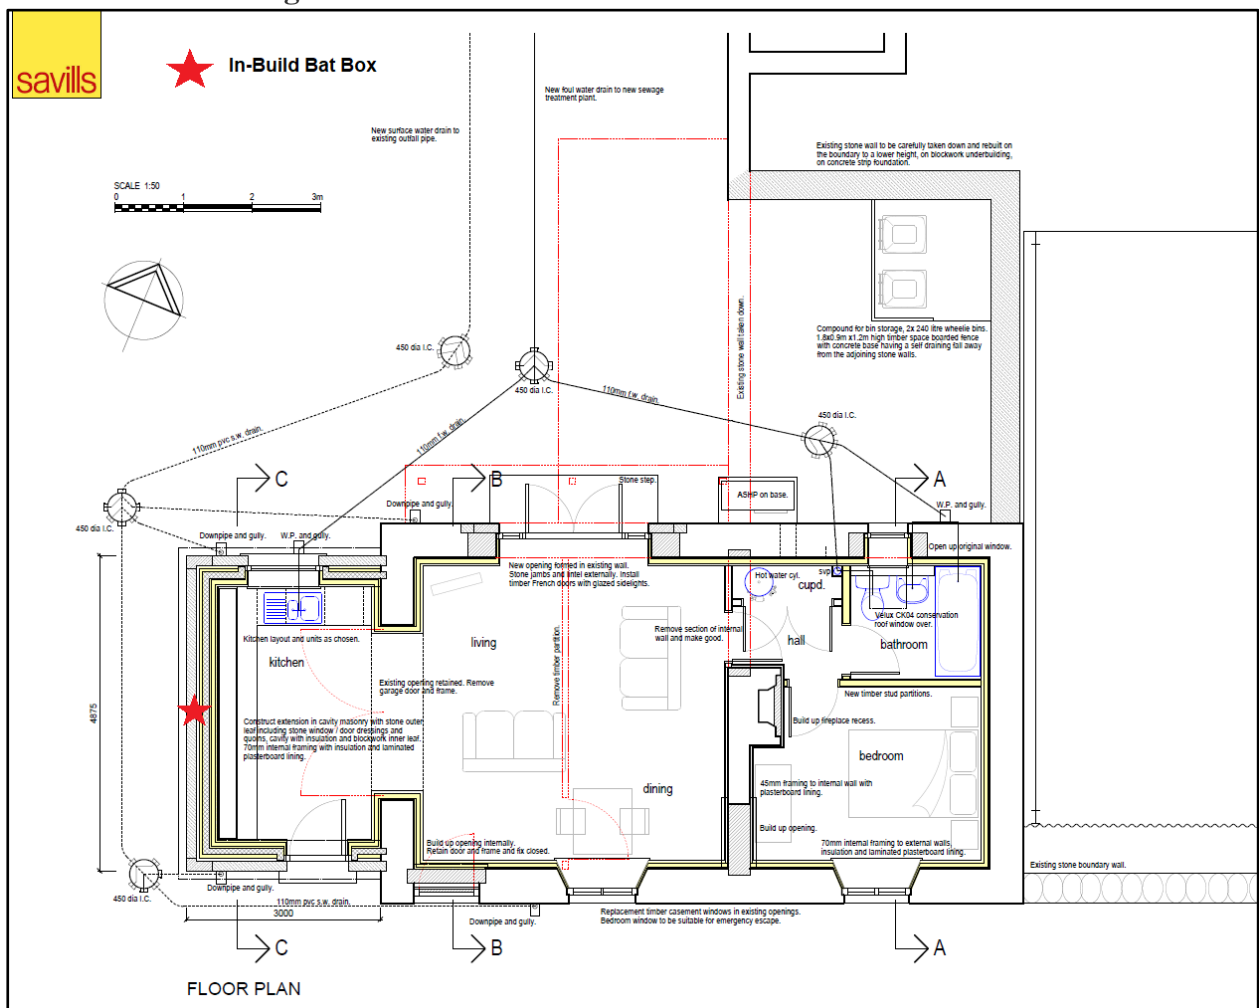 savills
In-Build Bat Box
New foul water drain to new sewage
treatment plant.
New surface water drain to
existing outfall pipe.
Existing stone wall to be carefully taken down and rebuilt on
the boundary to a lower height, on blockwork underbuilding,
on concrete strip foundation.
SCALE 1:50
0 1 2 3m
Existing stone wall taken down.
Compound for bin storage, 2x 240 litre wheelie bins.
1.8x0.9m x1.2m high timber space boarded fence
with concrete base having a self draining fall away
from the adjoining stone walls.
450 dia I.C.
450 dia I.C.
110mm f.w. drain.
450 dia I.C.
110mm pvc s.w. drain.
110mm f.w. drain.
C
B
A
Stone step.
ASHP on base.
Downpipe and gully.
W.P. and gully.
450 dia I.C.
Downpipe and gully.
W.P. and gully.
Open up original window.
New opening formed in existing wall.
Stone jambs and lintel externally. Install
timber French doors with glazed sidelights.
Hot water cyl.
svp
cupd.
Velux CK04 conservation
roof window over.
Kitchen layout and units as chosen.
kitchen
living
Remove section of internal
wall and make good.
hall
bathroom
Existing opening retained. Remove
garage door and frame.
Remove timber partition.
New timber stud partitions.
4875
Construct extension in cavity masonry with stone outer
leaf including stone window / door dressings and
quoins, cavity with insulation and blockwork inner leaf.
70mm internal framing with insulation and laminated
plasterboard lining.
Build up fireplace recess.
bedroom
dining
45mm framing to internal wall with
plasterboard lining.
Build up opening.
Build up opening internally.
Retain door and frame and fix closed.
70mm internal framing to external walls,
insulation and laminated plasterboard lining.
Existing stone boundary wall.
450 dia I.C.
Downpipe and gully.
110mm pvc s.w. drain.
3000
Downpipe and gully.
Replacement timber casement windows in existing openings.
Bedroom window to be suitable for emergency escape.
C
B
A
FLOOR PLAN